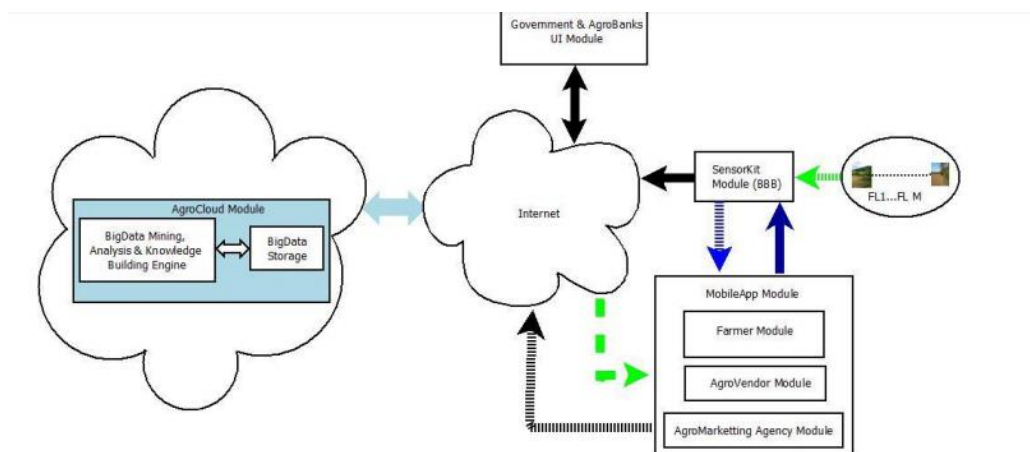 Government & AgroBanks
UI Module
SensorKit
Module (BBB)
FL1...FL M
AgroCloud Module
BigData Mining,
Analysis & Knowledge
Building Engine
BigData
Storage
Internet
MobileApp Module
Farmer Module
AgroVendor Module
AgroMarketting Agency Module